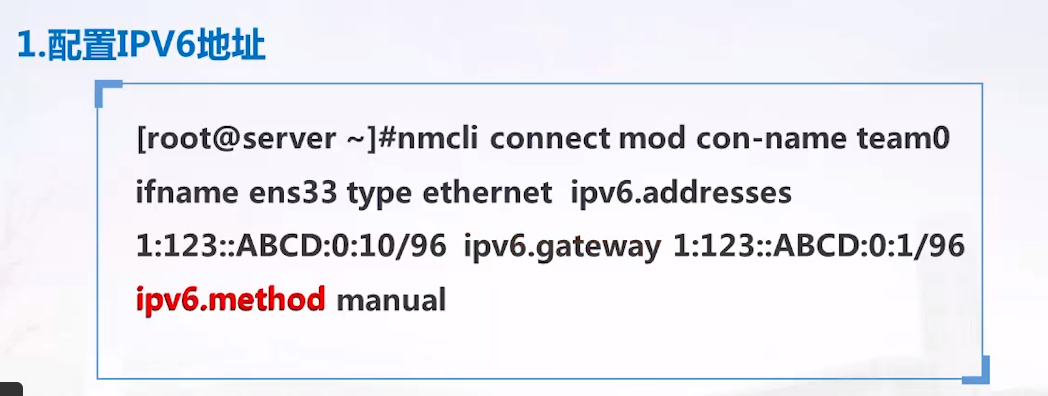 1.配置IPV6地址
[root@server ~]#nmcli connect mod con-name team0
ifname ens33 type ethernet ipv6.addresses
1:123::ABCD:0:10/96 ipv6.gateway 1:123::ABCD:0:1/96
ipv6.method manual